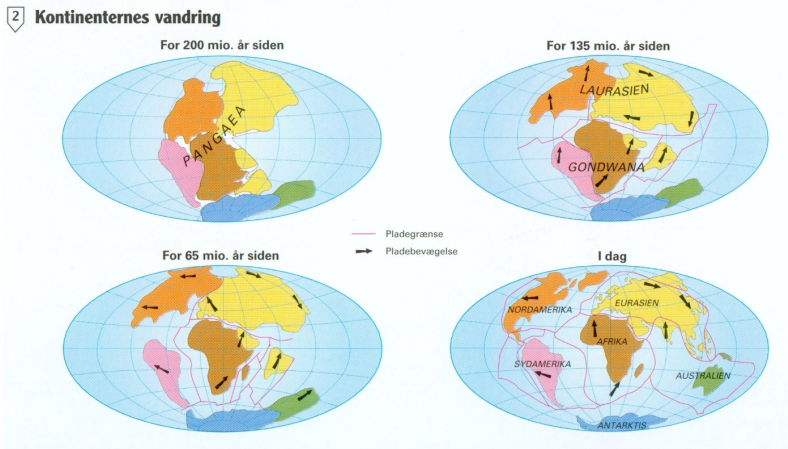 2 Kontinenternes vandring
For 200 mio. år siden
PANGAEA
For 135 mio. år siden
LAURASIEN
GONDWANA
Pladegrænse
Pladebevægelse
For 65 mio. år siden
I dag
NORDAMERIKA
EURASIEN
AFRIKA
SYDAMERIKA
AUSTRALIEN
ANTARKTIS